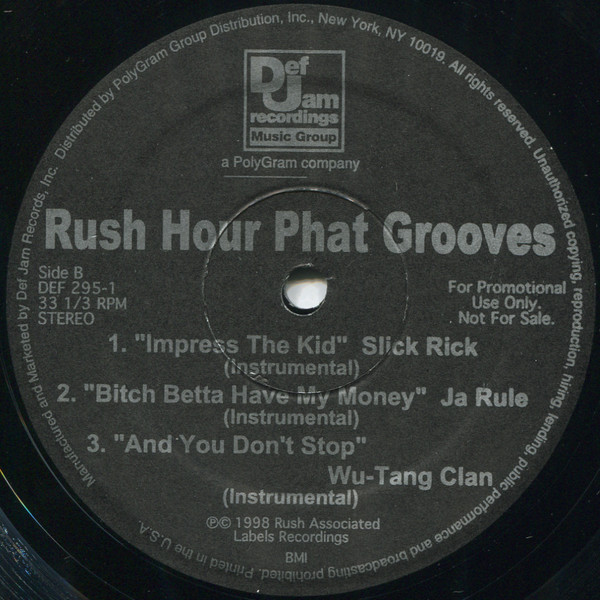 Manufactured and Marketed by Def Jam Records, Inc. Distributed by PolyGram Group Distribution, Inc., New York, NY 10019. All rights reserved. Unauthorized copying, reproduction, hiring, lending, public performance and broadcasting prohibited. Printed in the U.S.A.
Def
Jam
recordings
Music Group
a PolyGram company
Rush Hour Phat Grooves
Side B
DEF 295-1
33 1/3 RPM
STEREO
For Promotional
Use Only.
Not For Sale.
1. "Impress The Kid" Slick Rick
(Instrumental)
2. "Bitch Betta Have My Money" Ja Rule
(Instrumental)
3. "And You Don't Stop"
Wu-Tang Clan
(Instrumental)
℗© 1998 Rush Associated
Labels Recordings
BMI